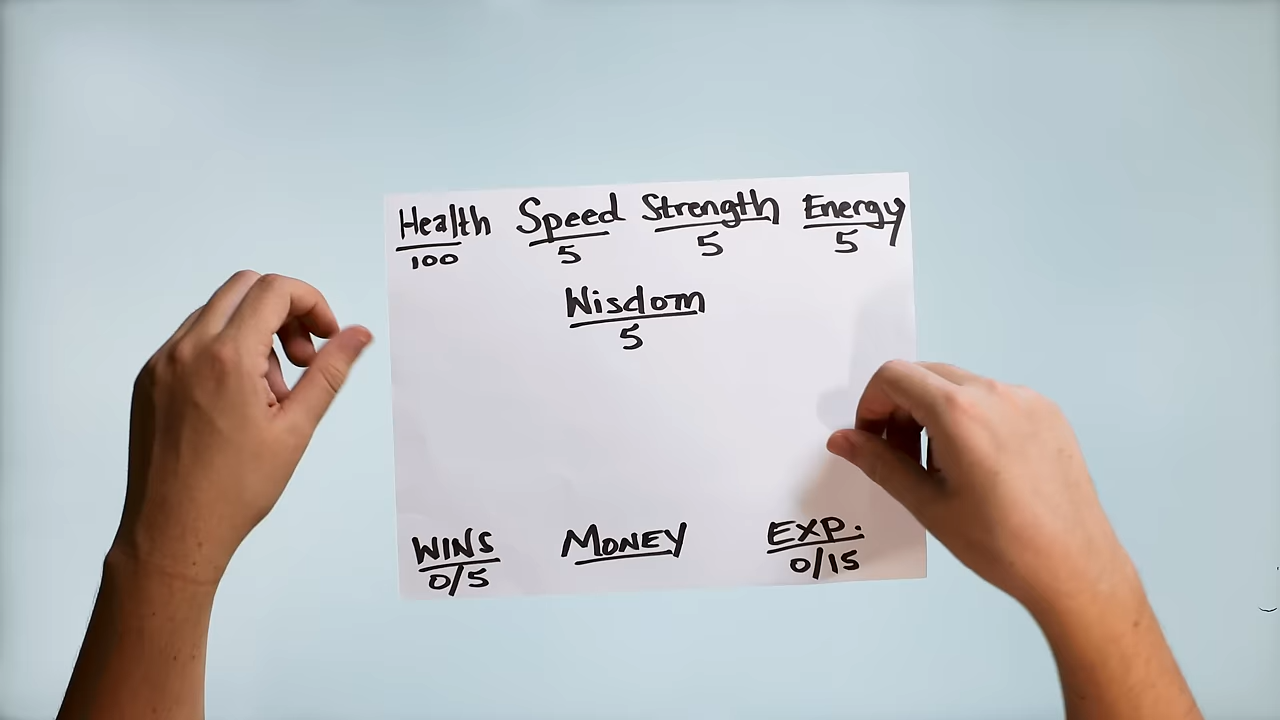 Health Speed Strength Energy
100 5 5 5
Wisdom
5
WINS MONEY EXP.
0/5 0/15